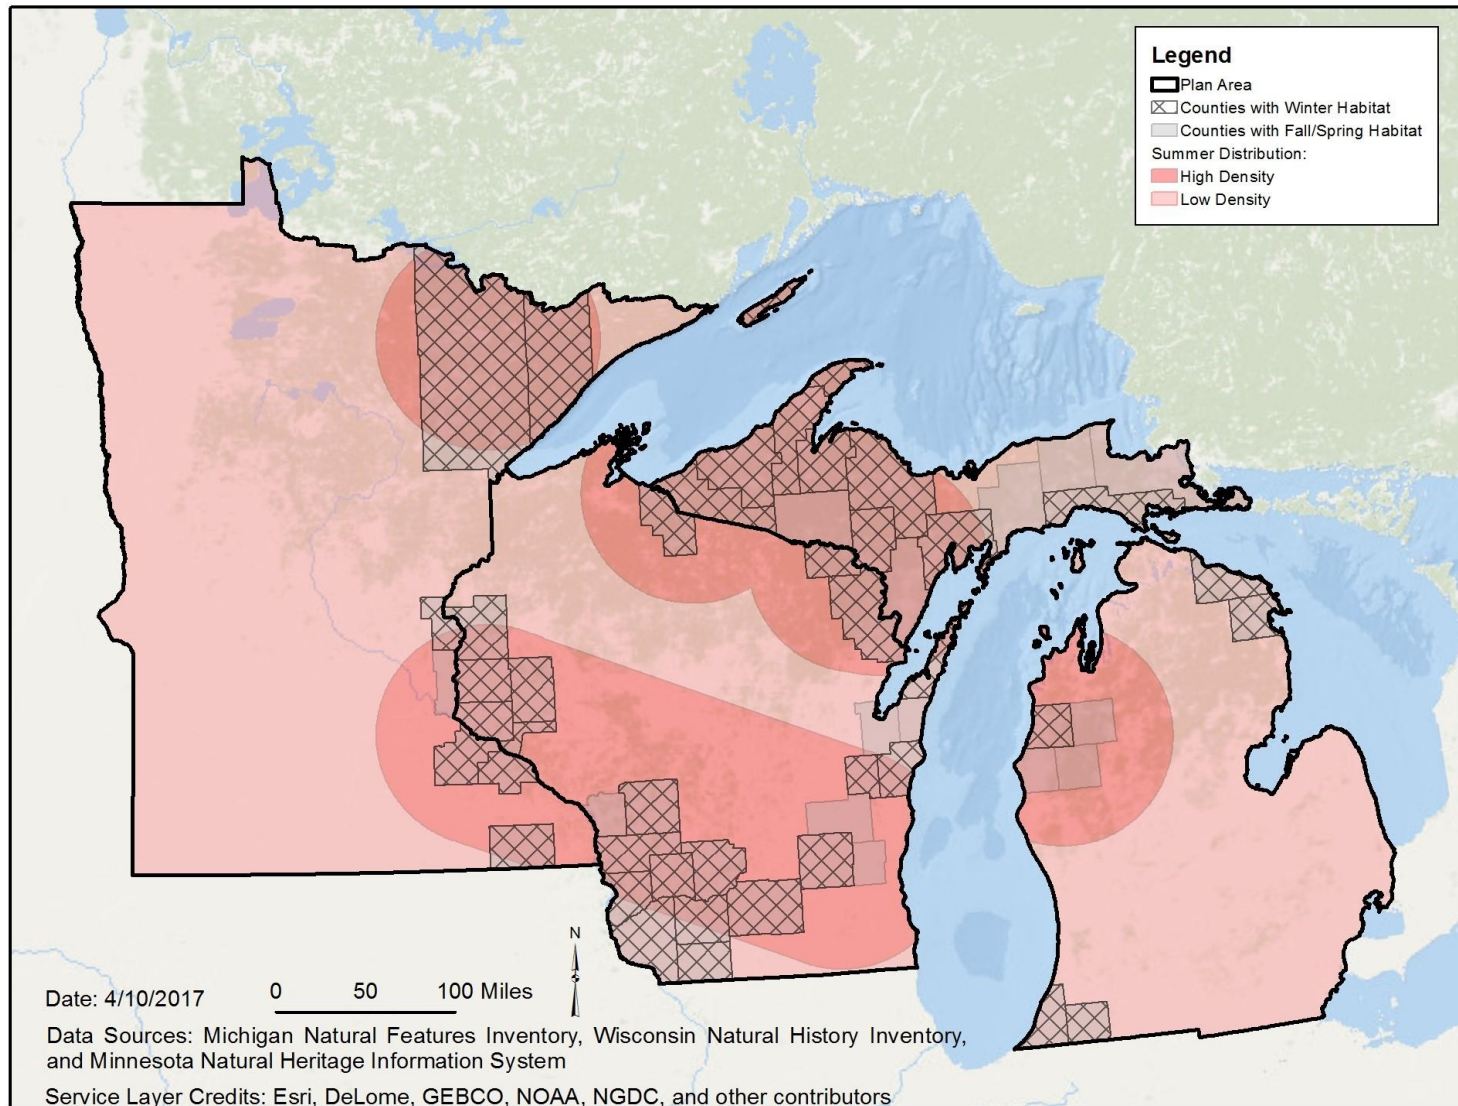 Legend
Plan Area
Counties with Winter Habitat
Counties with Fall/Spring Habitat
Summer Distribution:
High Density
Low Density
N
Date: 4/10/2017
0 50 100 Miles
Data Sources: Michigan Natural Features Inventory, Wisconsin Natural History Inventory,
and Minnesota Natural Heritage Information System
Service Layer Credits: Esri, DeLome, GEBCO, NOAA, NGDC, and other contributors